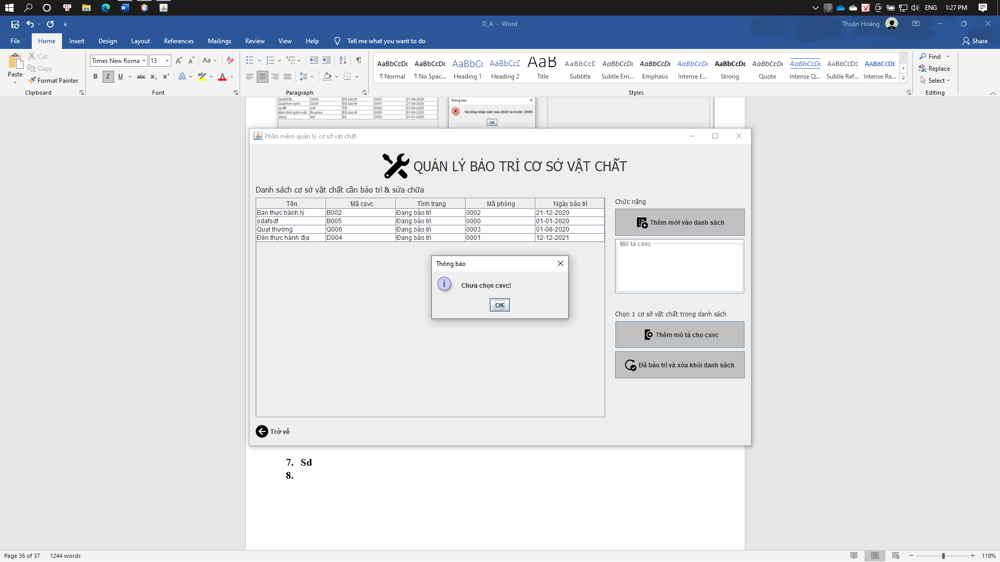 ENG 1:27 PM
D_A - Word
Thuận Hoàng
File Home Insert Design Layout References Mailings Review View Help Tell me what you want to do Share
Paste
Cut
Copy
Format Painter
Clipboard
Times New Roma 13
Font
Paragraph
AaBbCcDc AaBbCcDc AaBbCc AaBbCcD AaB AaBbCcD AaBbCcDc AaBbCcDc AaBbCcDc AaBbCcDc AaBbCcDc AaBbCcDc AABBCCDD AABBCCDD
¶ Normal ¶ No Spac... Heading 1 Heading 2 Title Subtitle Subtle Em... Emphasis Intense E... Strong Quote Intense Q... Subtle Ref... Intense Re...
Styles
Find
Replace
Select
Editing
Quạt trần Q004 Đã bảo trì 0003 01-09-2020
Quạt hơi nước Q005 Đã bảo trì 0001 21-09-2020
asdff sdf Tốt 0000 03-04-2020
Màn hình giám sát... thuanss Đã bảo trì 0000 01-05-2020
dang ww Bỏ 0000 01-01-2020
Thông báo
Vui lòng nhập năm sau 2020 và trước 2999!
OK
Phần mềm quản lý cơ sở vật chất
QUẢN LÝ BẢO TRÌ CƠ SỞ VẬT CHẤT
Danh sách cơ sở vật chất cần bảo trì & sửa chữa
Tên Mã csvc Tình trạng Mã phòng Ngày bảo trì
Bàn thực hành lý B002 Đang bảo trì 0002 21-12-2020
sdafsdf B005 Đang bảo trì 0000 01-01-2020
Quạt thường Q006 Đang bảo trì 0003 01-08-2020
Đèn thực hành địa D004 Đang bảo trì 0001 12-12-2021
Thông báo
Chưa chọn csvc!
OK
Chức năng
Thêm mới vào danh sách
Mô tả csvc
Chọn 1 cơ sở vật chất trong danh sách
Thêm mô tả cho csvc
Đã bảo trì và xóa khỏi danh sách
Trở về
7. Sd
8.
Page 36 of 37 1244 words
118%